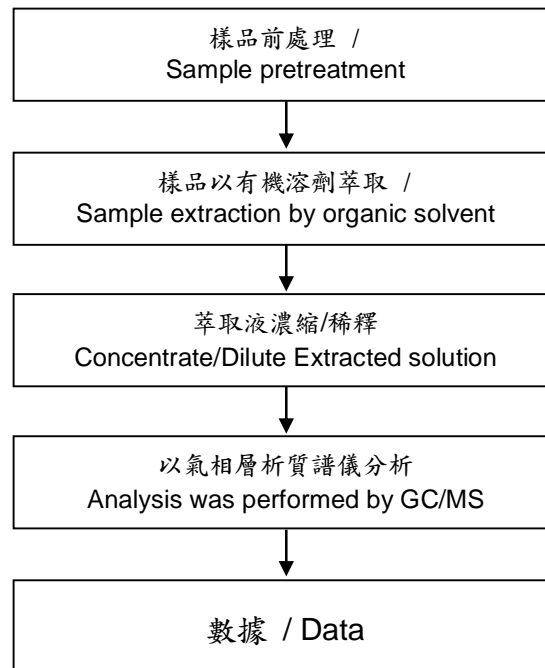 樣品前處理 /
Sample pretreatment
樣品以有機溶劑萃取 /
Sample extraction by organic solvent
萃取液濃縮/稀釋
Concentrate/Dilute Extracted solution
以氣相層析質譜儀分析
Analysis was performed by GC/MS
數據 / Data